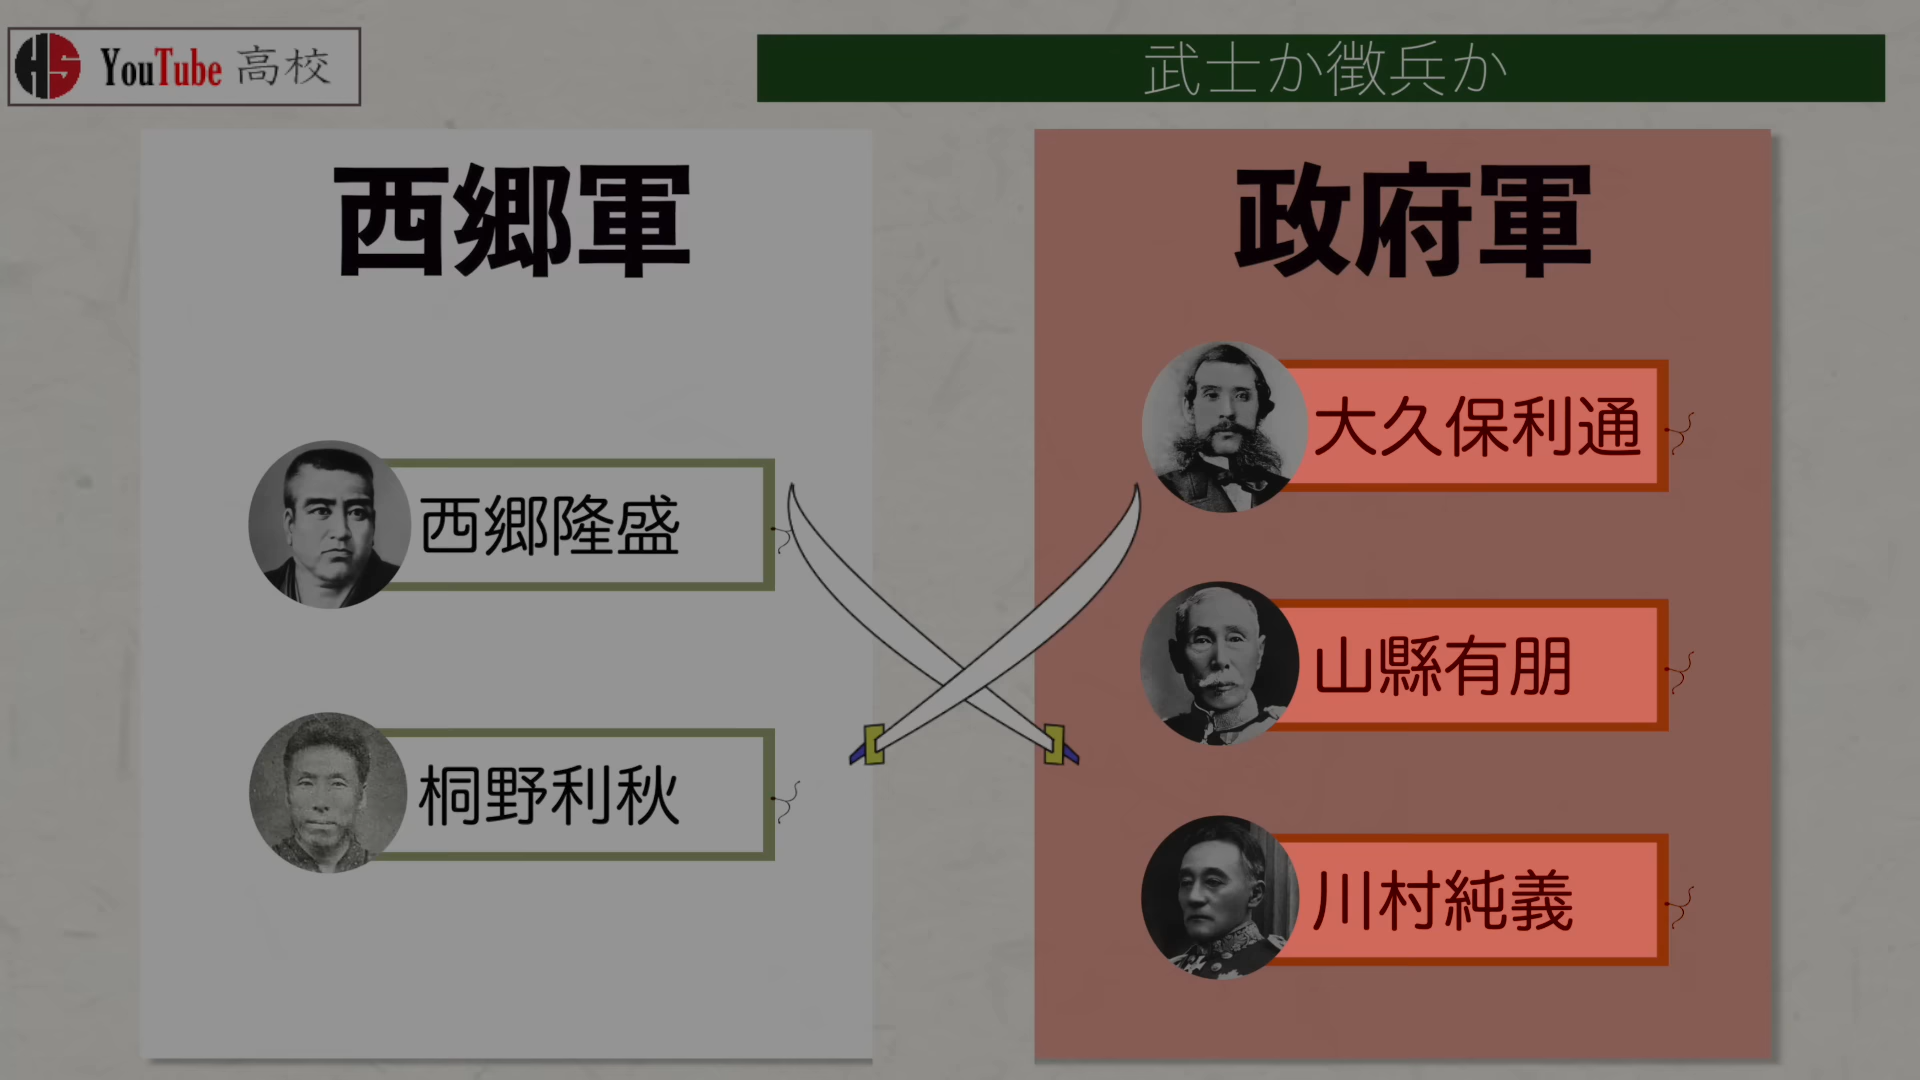 YouTube 高校
武士か徴兵か
西郷軍
西郷隆盛
桐野利秋
政府軍
大久保利通
山縣有朋
川村純義